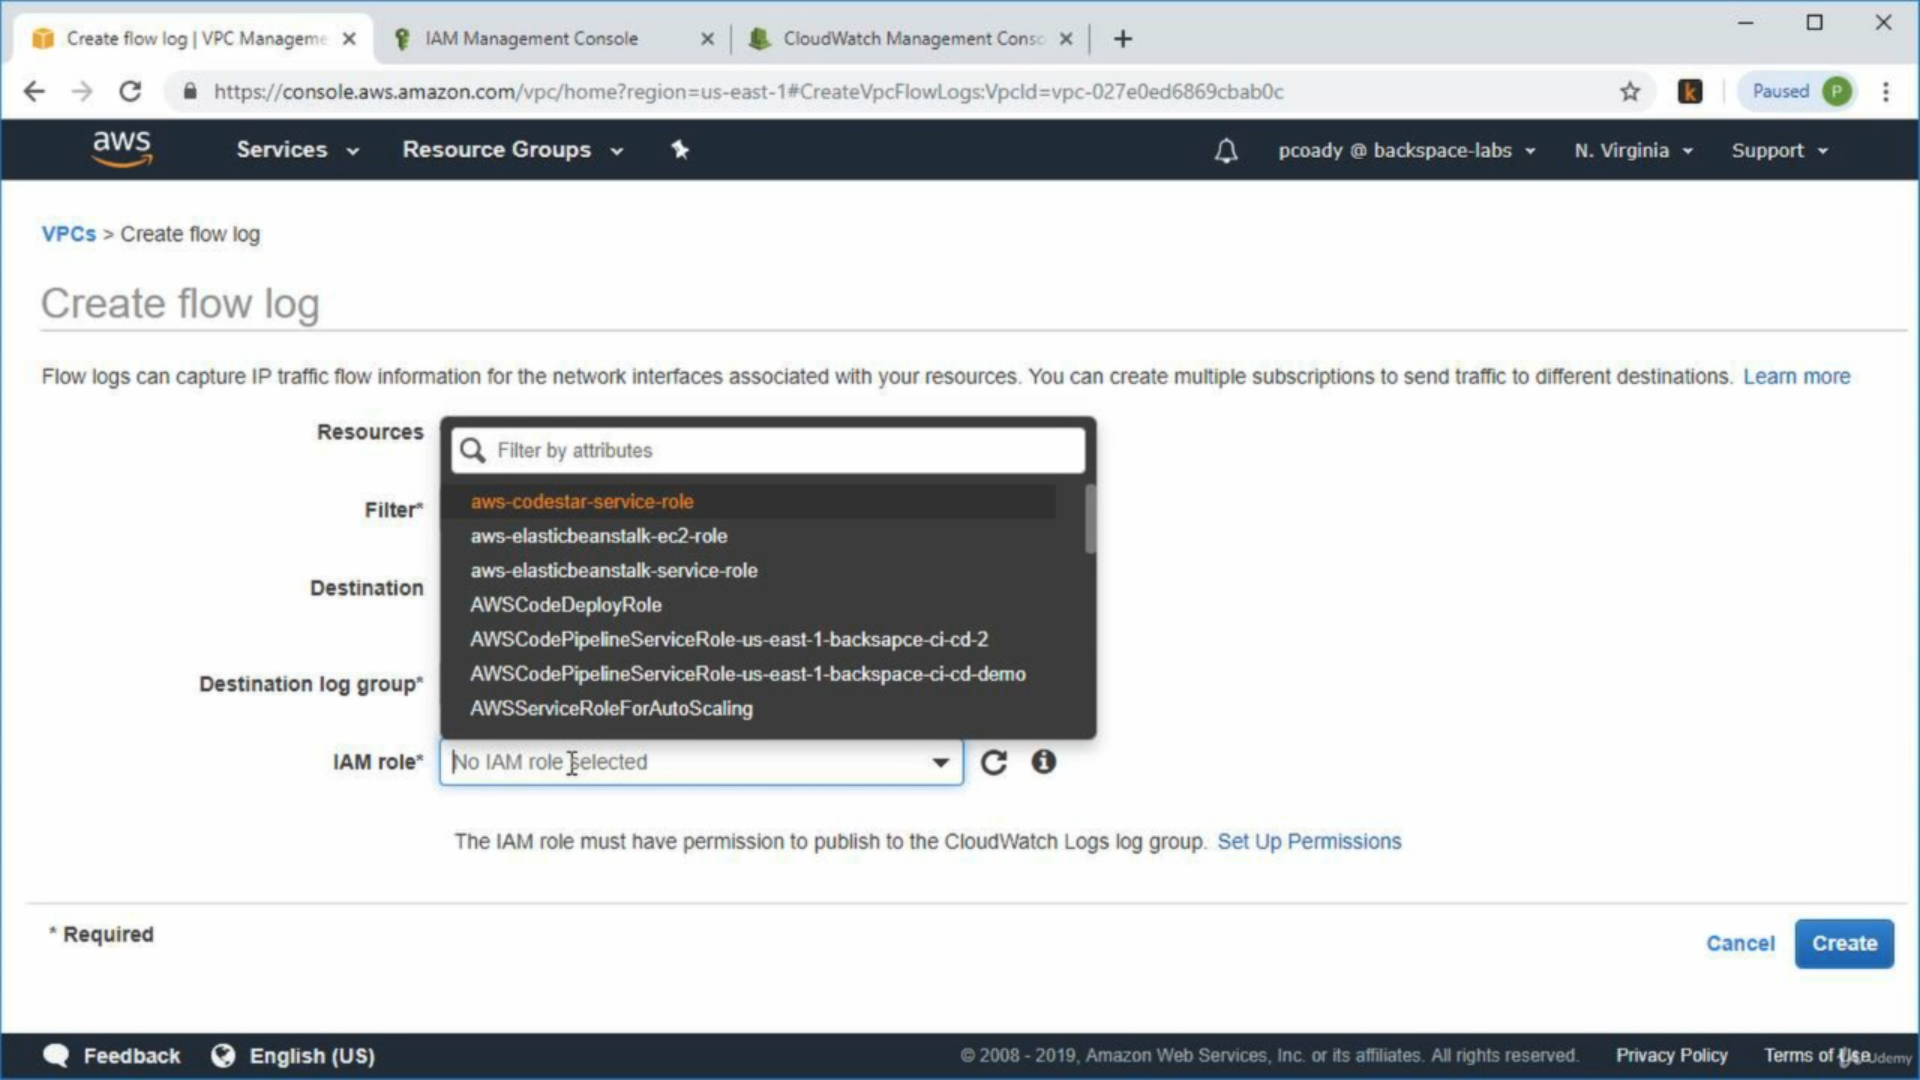 Create flow log | VPC Manageme
IAM Management Console
CloudWatch Management Conso
https://console.aws.amazon.com/vpc/home?region=us-east-1#CreateVpcFlowLogs:VpcId=vpc-027e0ed6869cbab0c
k
Paused P
aws
Services
Resource Groups
pcoady @ backspace-labs
N. Virginia
Support
VPCs > Create flow log
Create flow log
Flow logs can capture IP traffic flow information for the network interfaces associated with your resources. You can create multiple subscriptions to send traffic to different destinations. Learn more
Resources
Filter by attributes
aws-codestar-service-role
Filter*
aws-elasticbeanstalk-ec2-role
aws-elasticbeanstalk-service-role
Destination
AWSCodeDeployRole
AWSCodePipelineServiceRole-us-east-1-backsapce-ci-cd-2
AWSCodePipelineServiceRole-us-east-1-backspace-ci-cd-demo
Destination log group*
AWSServiceRoleForAutoScaling
IAM role*
No IAM role selected
The IAM role must have permission to publish to the CloudWatch Logs log group. Set Up Permissions
* Required
Cancel
Create
Feedback
English (US)
© 2008 - 2019, Amazon Web Services, Inc. or its affiliates. All rights reserved.
Privacy Policy
Terms of Use
Udemy